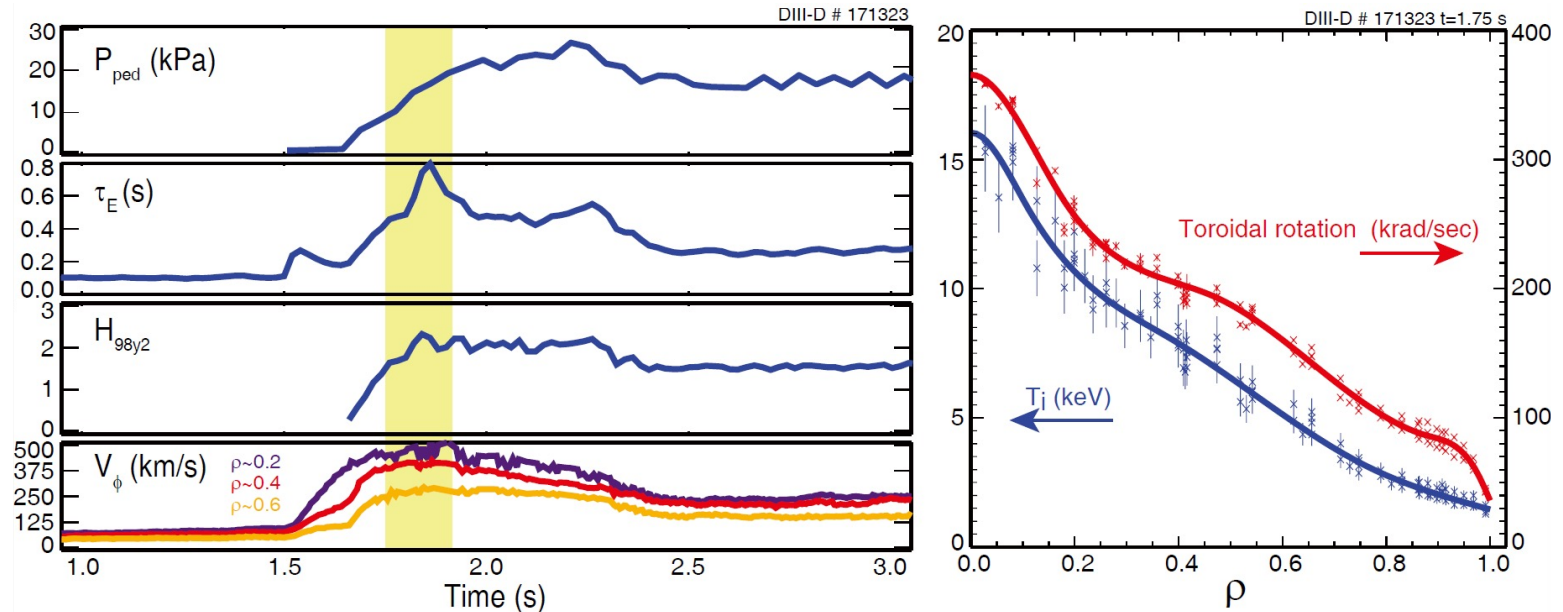 DIII-D # 171323
30
20
10
0
P_ped (kPa)
0.8
0.6
0.4
0.2
0.0
τ_E (s)
3
2
1
0
H_98y2
500
375
250
125
0
V_ϕ (km/s)
ρ~0.2
ρ~0.4
ρ~0.6
1.0 1.5 2.0 2.5 3.0
Time (s)
DIII-D # 171323 t=1.75 s
20
15
10
5
0
400
300
200
100
0
Toroidal rotation (krad/sec)
T_i (keV)
0.0 0.2 0.4 0.6 0.8 1.0
ρ